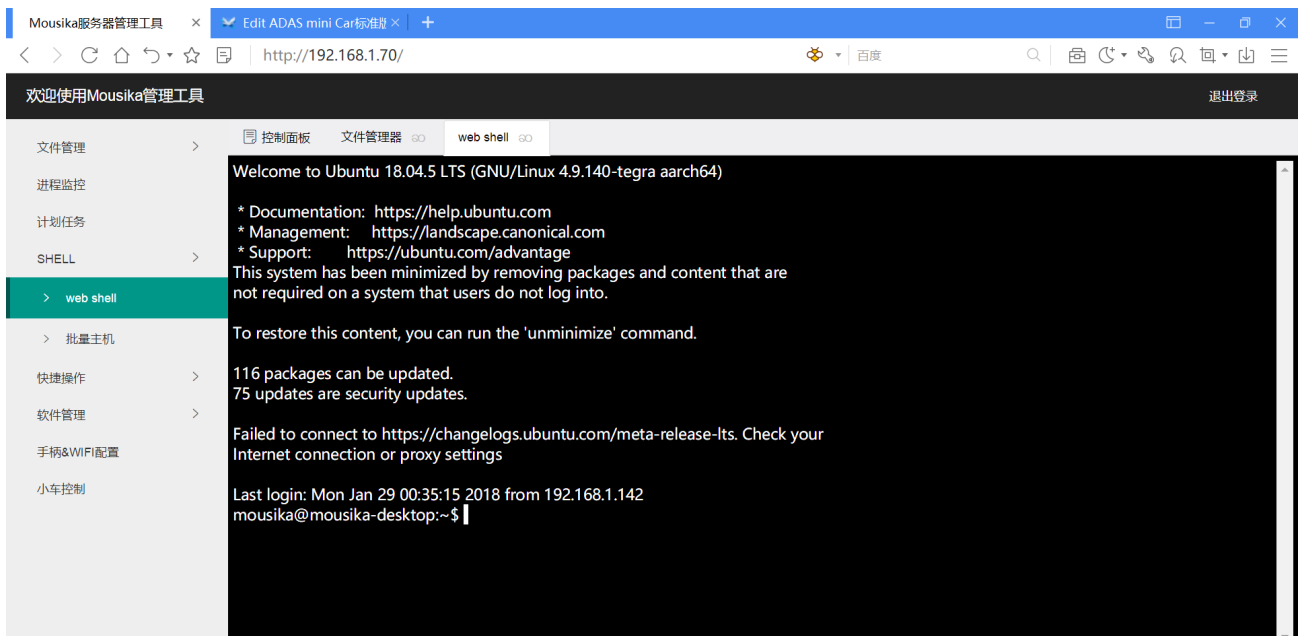 Mousika服务器管理工具
Edit ADAS mini Car标准
http://192.168.1.70/
百度
欢迎使用Mousika管理工具
退出登录
文件管理
进程监控
计划任务
SHELL
web shell
批量主机
快捷操作
软件管理
手柄&WIFI配置
小车控制
控制面板
文件管理器
web shell
Welcome to Ubuntu 18.04.5 LTS (GNU/Linux 4.9.140-tegra aarch64)
* Documentation: https://help.ubuntu.com
* Management: https://landscape.canonical.com
* Support: https://ubuntu.com/advantage
This system has been minimized by removing packages and content that are
not required on a system that users do not log into.
To restore this content, you can run the 'unminimize' command.
116 packages can be updated.
75 updates are security updates.
Failed to connect to https://changelogs.ubuntu.com/meta-release-lts. Check your
Internet connection or proxy settings
Last login: Mon Jan 29 00:35:15 2018 from 192.168.1.142
mousika@mousika-desktop:~$